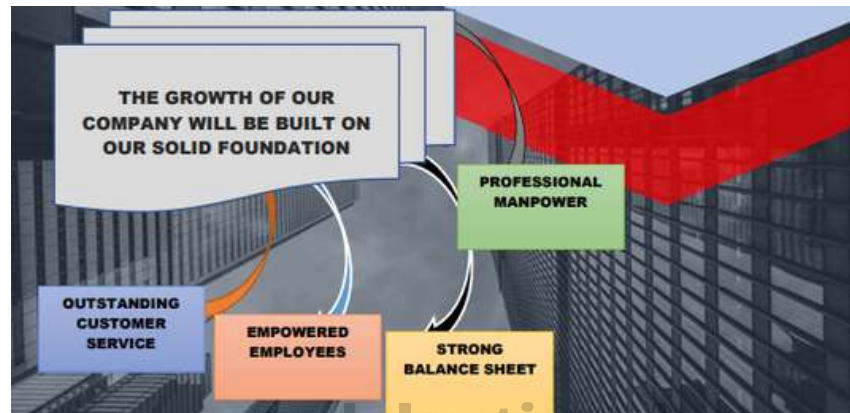 THE GROWTH OF OUR
COMPANY WILL BE BUILT ON
OUR SOLID FOUNDATION
PROFESSIONAL
MANPOWER
OUTSTANDING
CUSTOMER
SERVICE
EMPOWERED
EMPLOYEES
STRONG
BALANCE SHEET